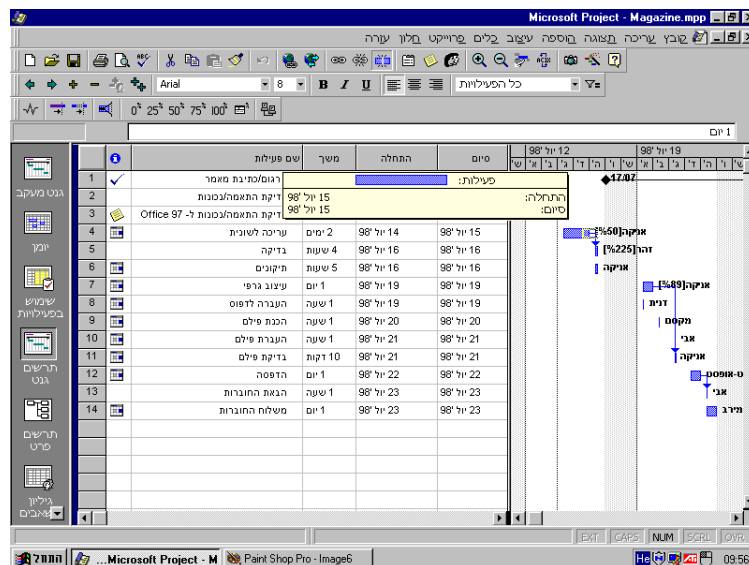 Microsoft Project - Magazine.mpp
קובץ עריכה תצוגה הוספה עיצוב כלים פרוייקט חלון עזרה
Arial 8 B I U כל הפעילויות
0% 25% 50% 75% 100%
1 יום
שם פעילות משך התחלה סיום
12 יול '98 19 יול '98
ש' ו' ה' ד' ג' ב' א' ש' ו' ה' ד' ג' ב' א' ש'
1 רגום/כתיבת מאמר
17/07
פעילות:
התחלה: 15 יול '98
סיום: 15 יול '98
2 דיקת התאמה/נכונות
3 דיקת התאמה/נכונות ל- Office 97
4 עריכה לשונית 2 ימים 14 יול '98 15 יול '98
אניקה[50%]
5 בדיקה 4 שעות 16 יול '98 16 יול '98
זהר[225%]
6 תיקונים 5 שעות 16 יול '98 16 יול '98
אניקה
7 עיצוב גרפי 1 יום 19 יול '98 19 יול '98
אניקה[89%]
8 העברה לדפוס 1 שעה 19 יול '98 19 יול '98
דנית
9 הכנת פילם 1 שעה 20 יול '98 20 יול '98
מקסם
10 העברת פילם 1 שעה 21 יול '98 21 יול '98
אבי
11 בדיקת פילם 10 דקות 21 יול '98 21 יול '98
אניקה
12 הדפסה 1 יום 22 יול '98 22 יול '98
ט-אופסט
13 הבאת החוברות 1 שעה 23 יול '98 23 יול '98
אבי
14 משלוח החוברות 1 יום 23 יול '98 23 יול '98
מירב
גנט מעקב
יומן
שימוש בפעילויות
תרשים גנט
תרשים פרט
גיליון
EXT CAPS NUM SCRL OVR
התחל
...Microsoft Project - M
Paint Shop Pro - Image6
He
09:56